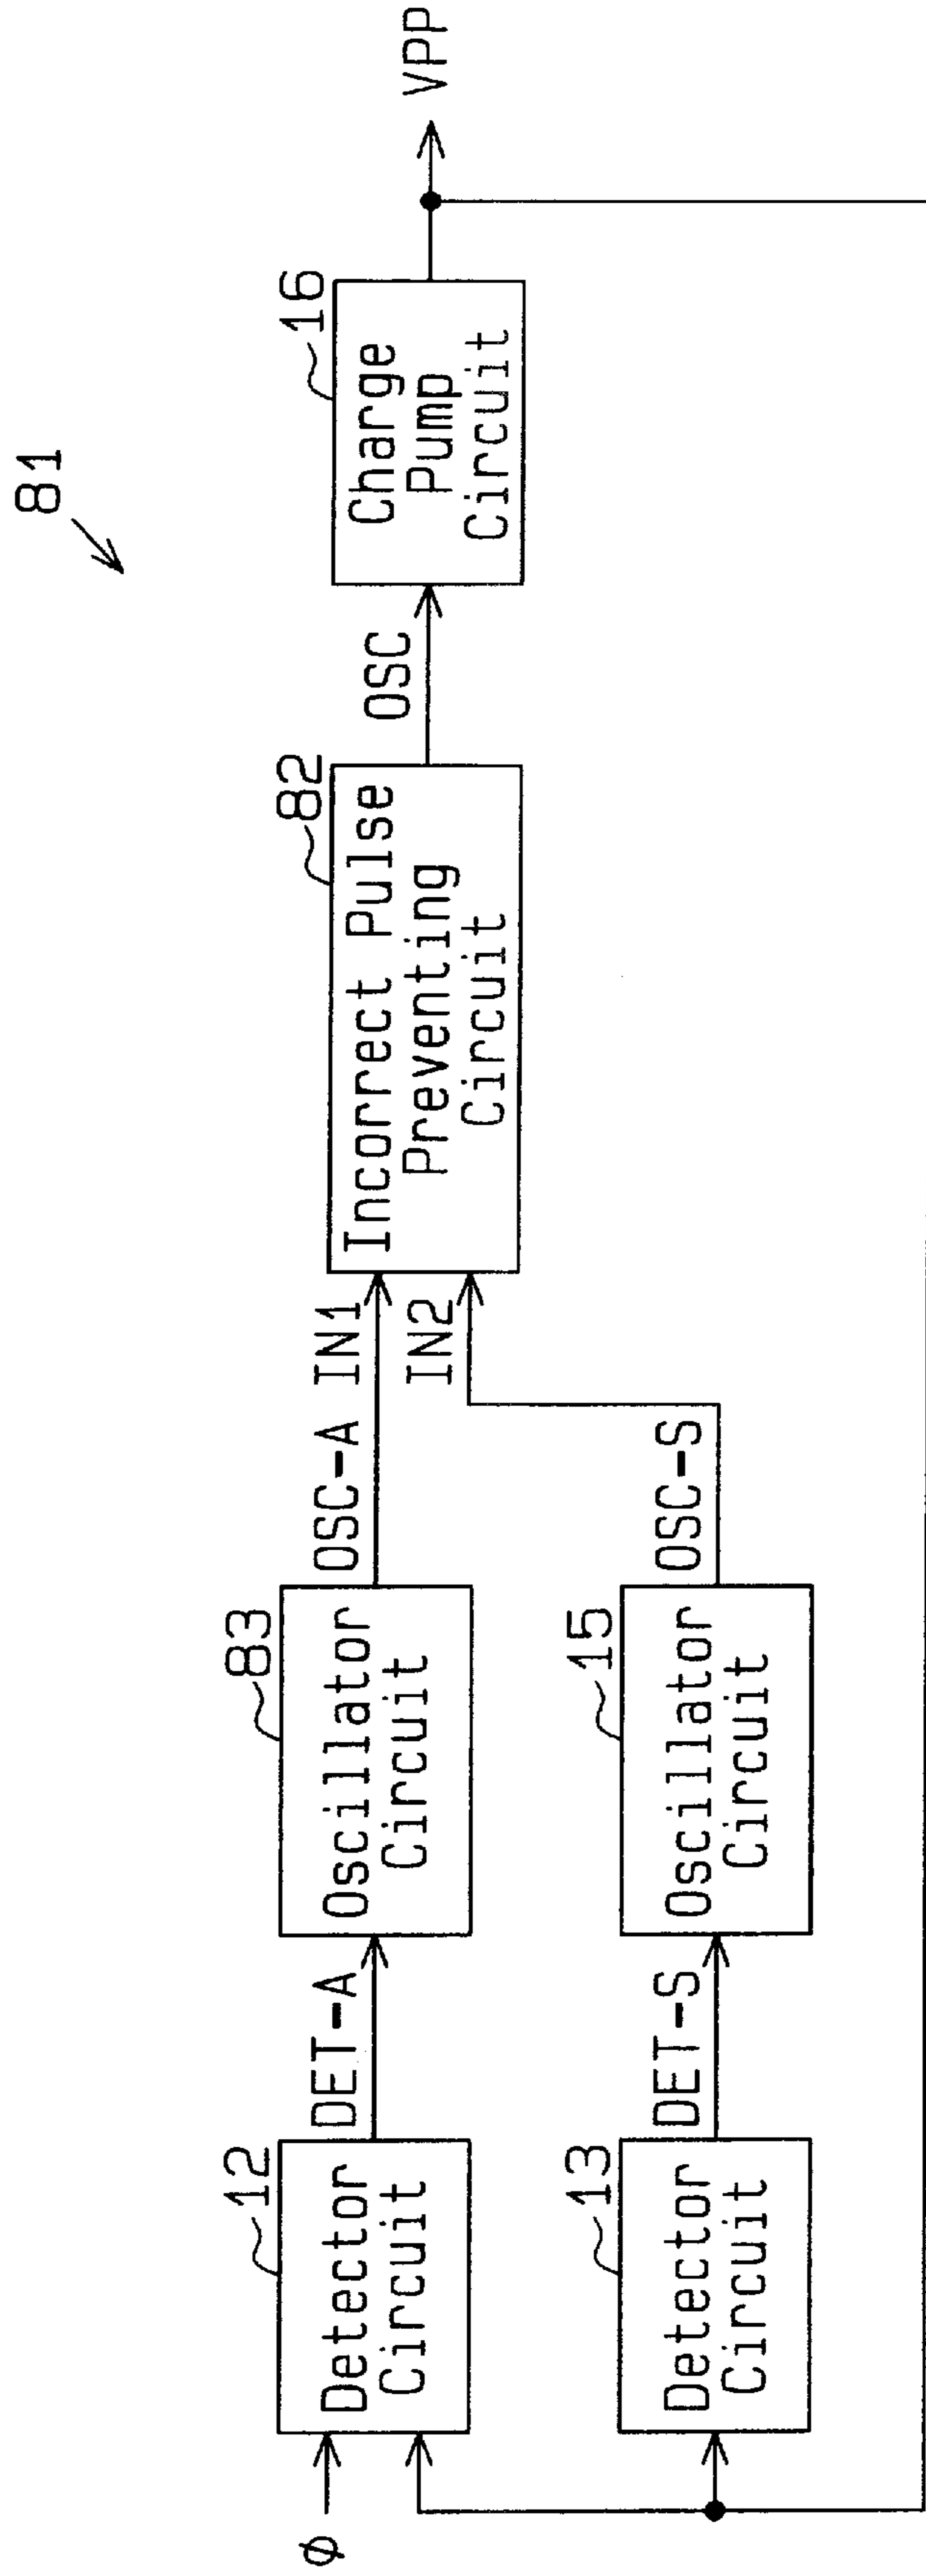 81
φ
12
Detector
Circuit
DET-A
83
Oscillator
Circuit
OSC-A
IN1
82
Incorrect Pulse
Preventing
Circuit
OSC
16
Charge
Pump
Circuit
VPP
13
Detector
Circuit
DET-S
15
Oscillator
Circuit
OSC-S
IN2